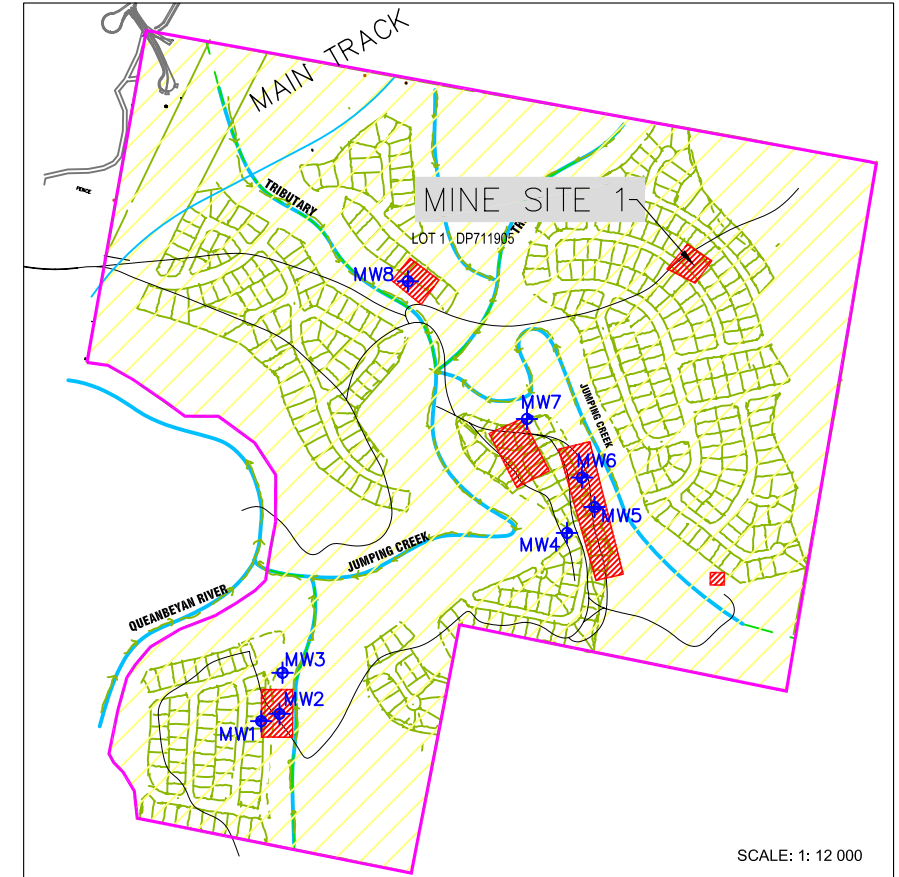 MAIN TRACK
FENCE
TRIBUTARY
MINE SITE 1
LOT 1 DP711905
MW8
JUMPING CREEK
MW7
MW6
MW5
MW4
JUMPING CREEK
QUEANBEYAN RIVER
MW3
MW2
MW1
SCALE: 1: 12 000